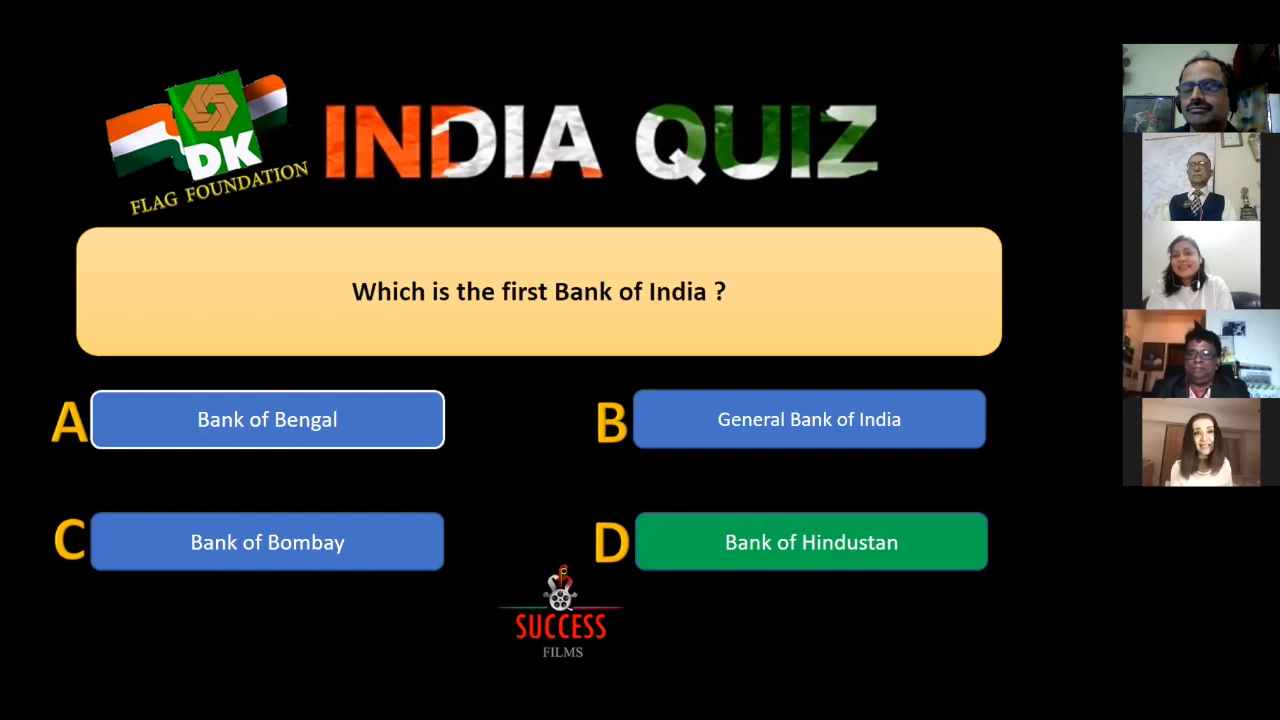 DK
FLAG FOUNDATION
INDIA QUIZ
Which is the first Bank of India ?
A Bank of Bengal
B General Bank of India
C Bank of Bombay
D Bank of Hindustan
SUCCESS
FILMS